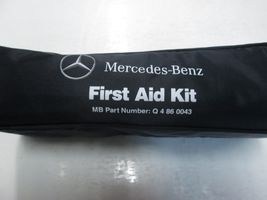 Mercedes-Benz
First Aid Kit
MB Part Number: Q 4 86 0043